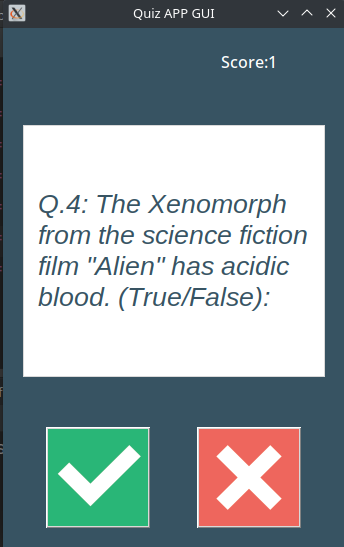 Quiz APP GUI
Score:1
Q.4: The Xenomorph
from the science fiction
film "Alien" has acidic
blood. (True/False):